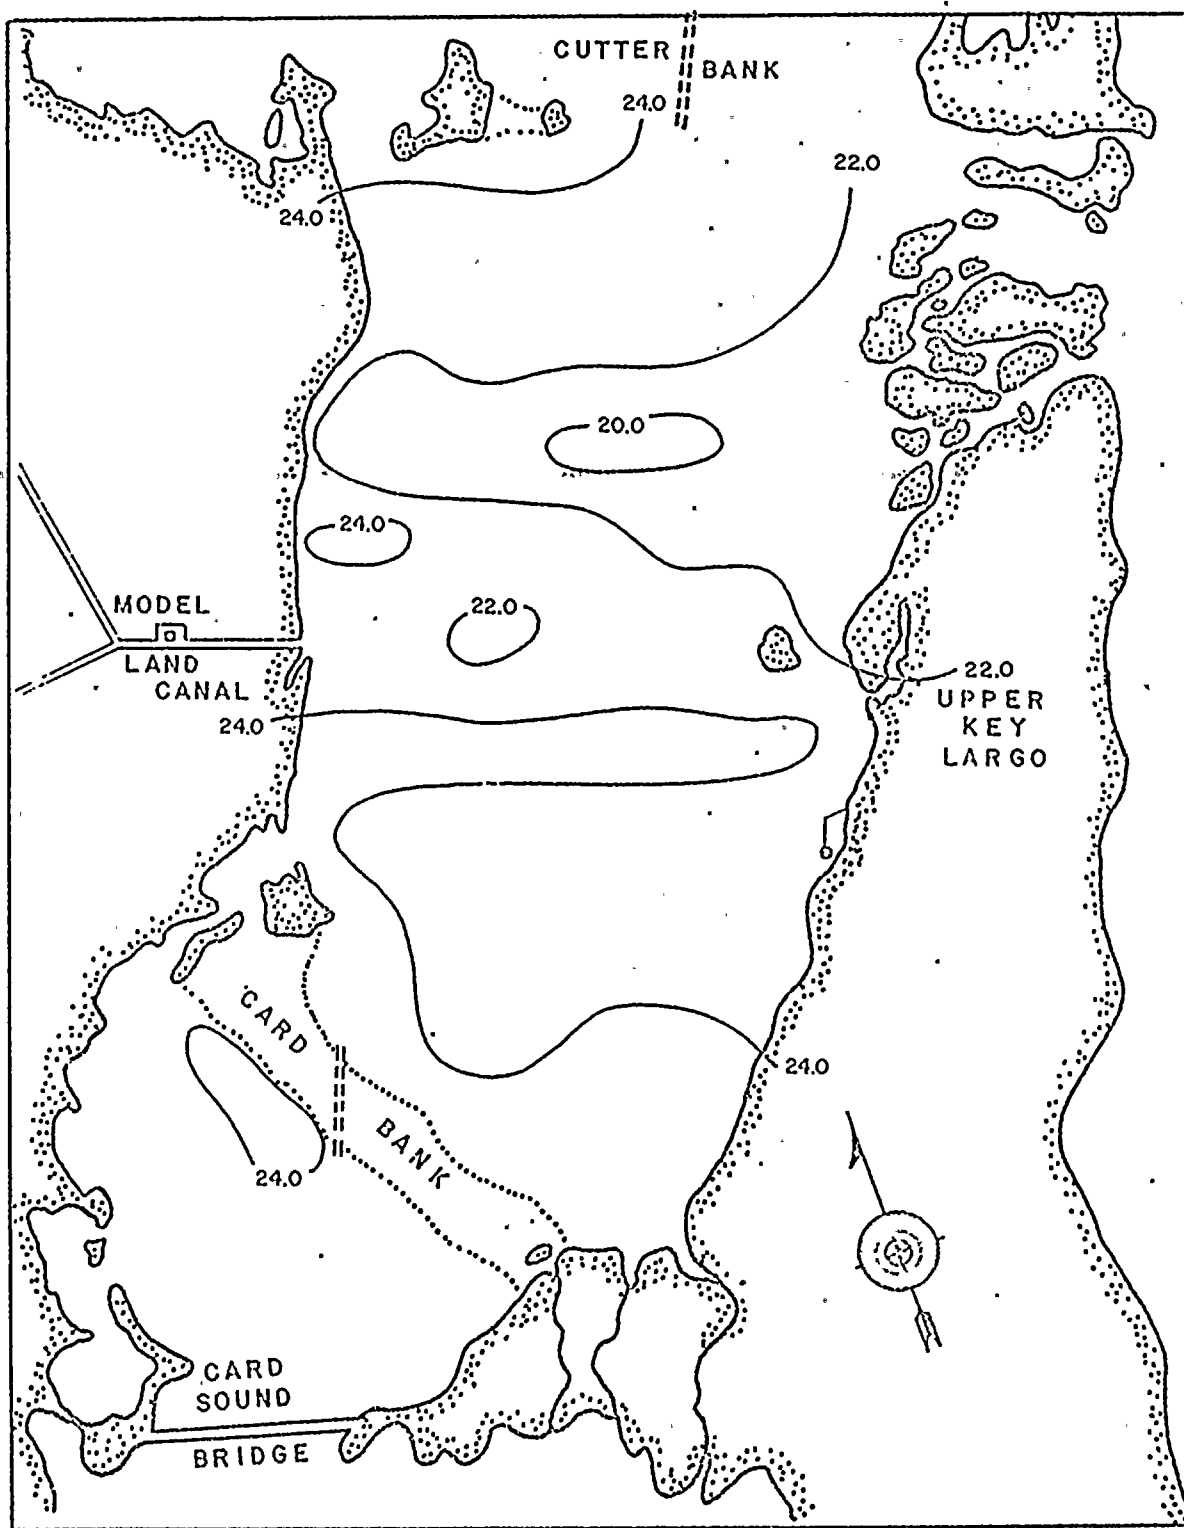 CUTTER BANK
24.0
22.0
24.0
20.0
24.0
MODEL
LAND
CANAL
22.0
24.0
22.0
UPPER
KEY
LARGO
CARD
BANK
24.0
24.0
CARD
SOUND
BRIDGE